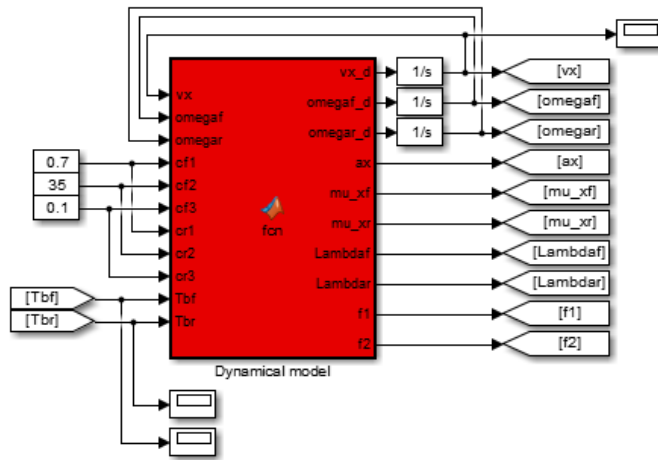 vx_d
1/s
[vx]
vx
omegaf_d
1/s
[omegaf]
omegaf
omegar_d
1/s
[omegar]
omegar
0.7
cf1
ax
[ax]
35
cf2
mu_xf
[mu_xf]
0.1
cf3
fcn
cr1
mu_xr
[mu_xr]
cr2
Lambdaf
[Lambdaf]
cr3
Lambdar
[Lambdar]
[Tbf]
Tbf
f1
[f1]
[Tbr]
Tbr
f2
[f2]
Dynamical model